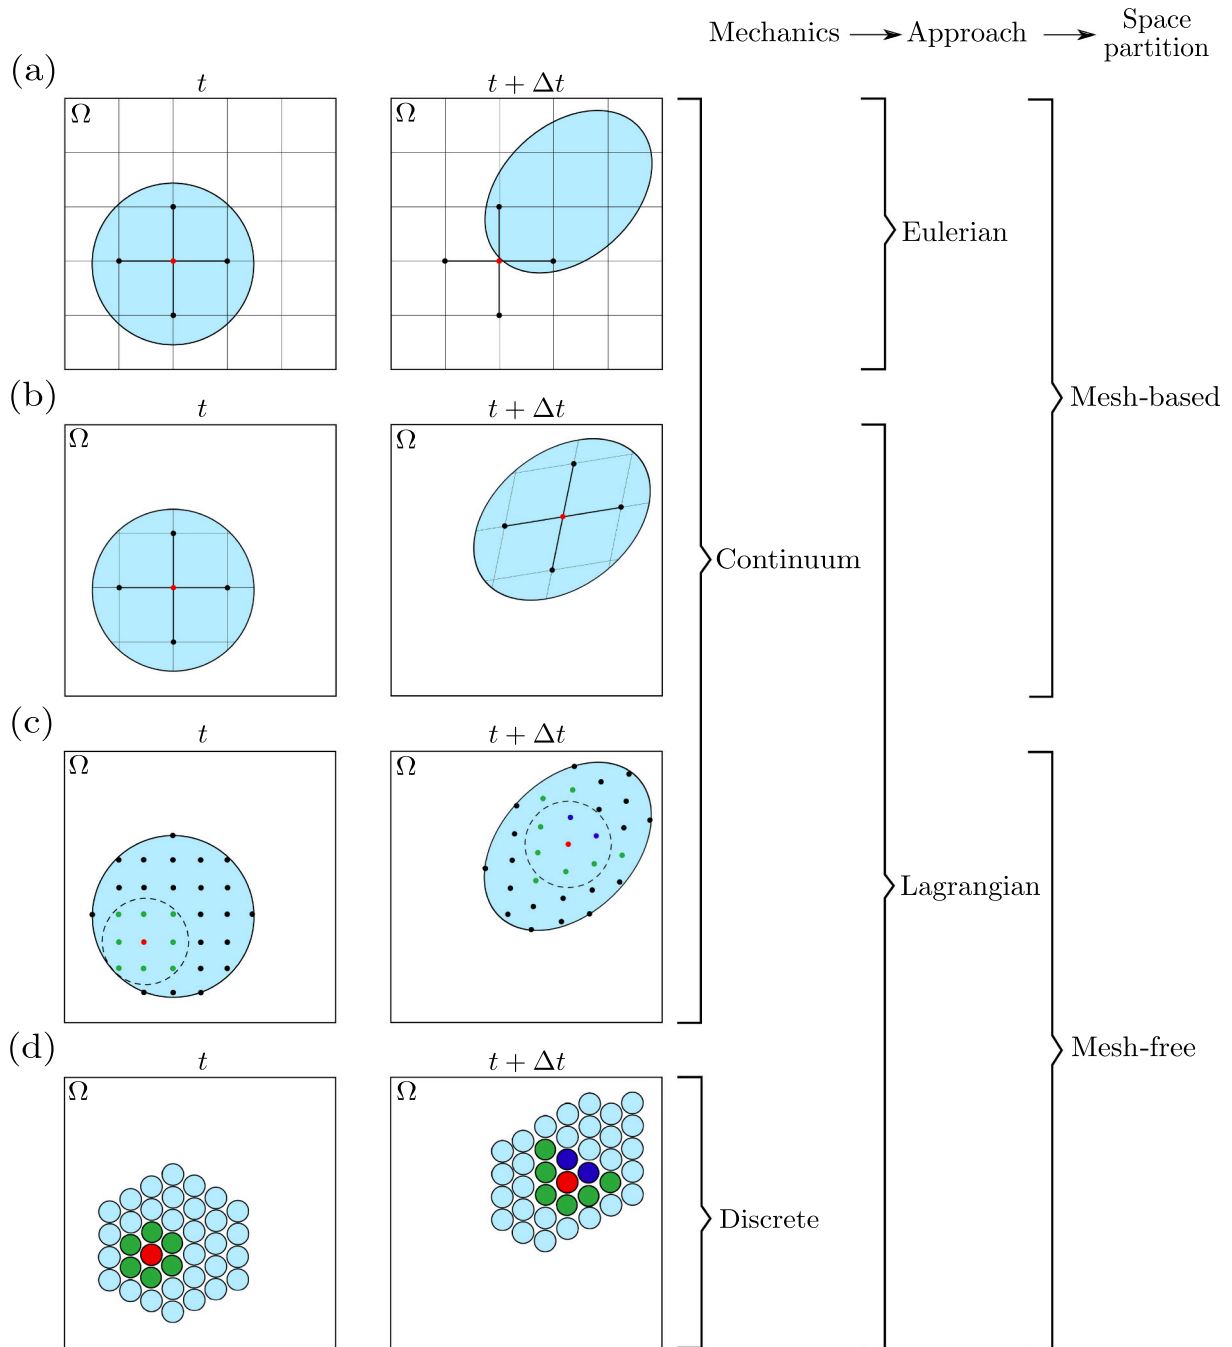 Mechanics
Approach
Space
partition
(a)
t
t + Δt
Ω
Ω
Eulerian
(b)
t
t + Δt
Ω
Ω
Mesh-based
Continuum
(c)
t
t + Δt
Ω
Ω
Lagrangian
(d)
t
t + Δt
Ω
Ω
Mesh-free
Discrete